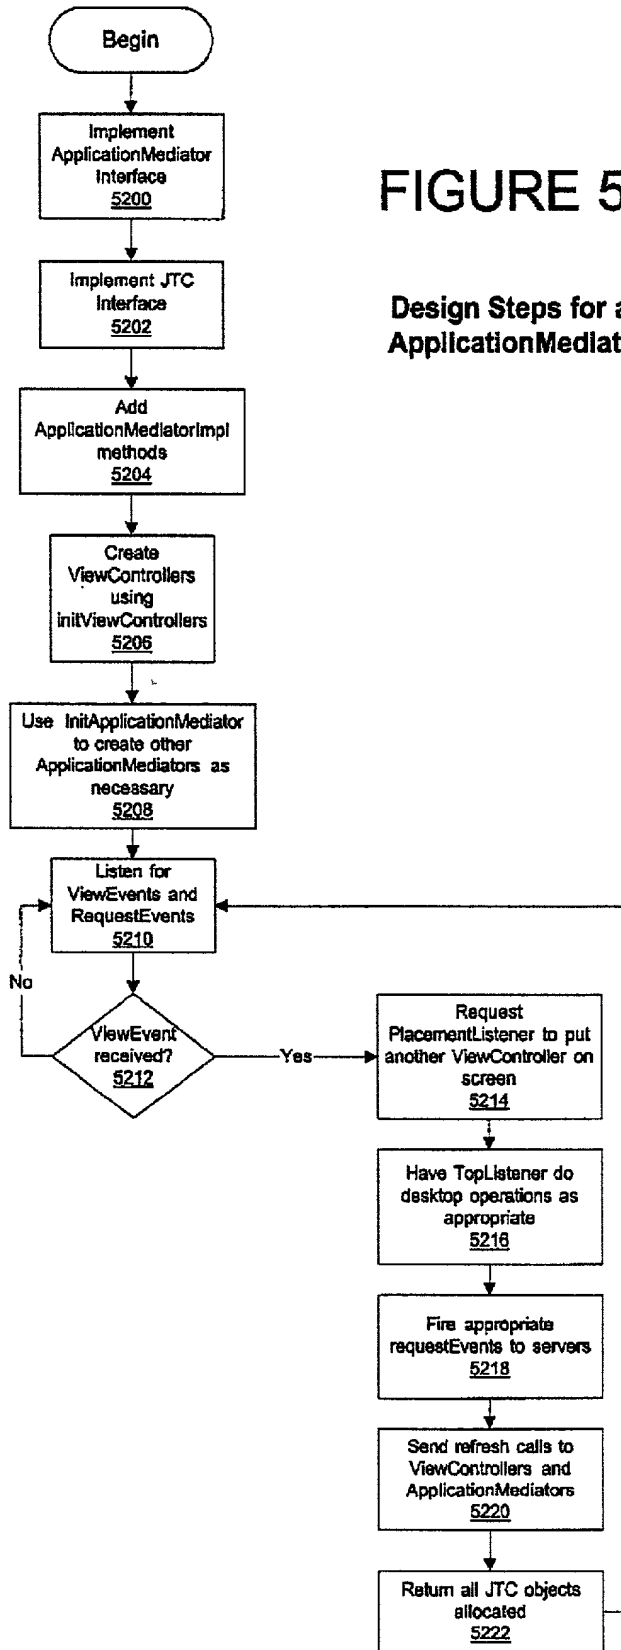 Begin
Implement
ApplicationMediator
Interface
5200
FIGURE 5
Implement JTC
Interface
5202
Design Steps for a
ApplicationMediat
Add
ApplicationMediatorImpl
methods
5204
Create
ViewControllers
using
initViewControllers
5206
Use InitApplicationMediator
to create other
ApplicationMediators as
necessary
5208
Listen for
ViewEvents and
RequestEvents
5210
No
ViewEvent
received?
5212
Yes
Request
PlacementListener to put
another ViewController on
screen
5214
Have TopListener do
desktop operations as
appropriate
5216
Fire appropriate
requestEvents to servers
5218
Send refresh calls to
ViewControllers and
ApplicationMediators
5220
Return all JTC objects
allocated
5222